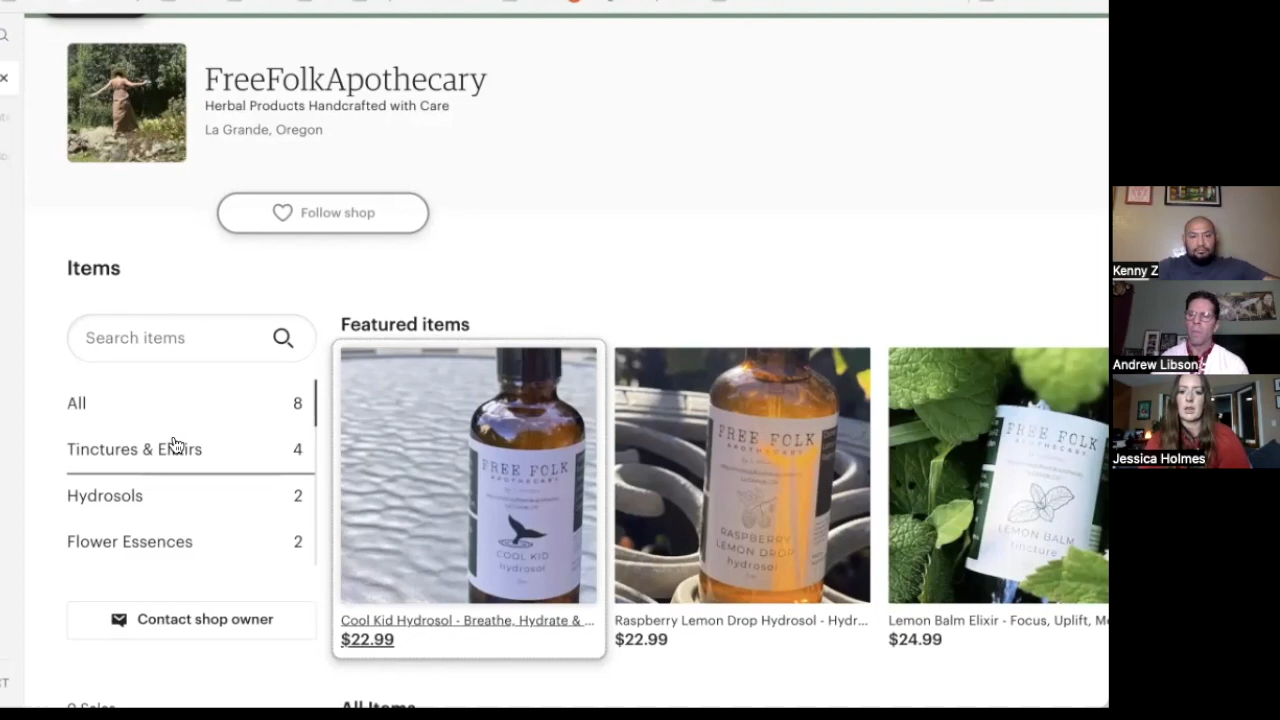 FreeFolkApothecary
Herbal Products Handcrafted with Care
La Grande, Oregon
Follow shop
Items
Search items
All 8
Tinctures & Elixirs 4
Hydrosols 2
Flower Essences 2
Contact shop owner
Featured items
FREE FOLK
APOTHECARY
COOL KID
hydrosol
Cool Kid Hydrosol - Breathe, Hydrate & ...
$22.99
FREE FOLK
APOTHECARY
RASPBERRY
LEMON DROP
hydrosol
Raspberry Lemon Drop Hydrosol - Hydr...
$22.99
FREE FOLK
APOTHECARY
LEMON BALM
tincture
Lemon Balm Elixir - Focus, Uplift, M
$24.99
All Items
Kenny Z
Andrew Libson
Jessica Holmes